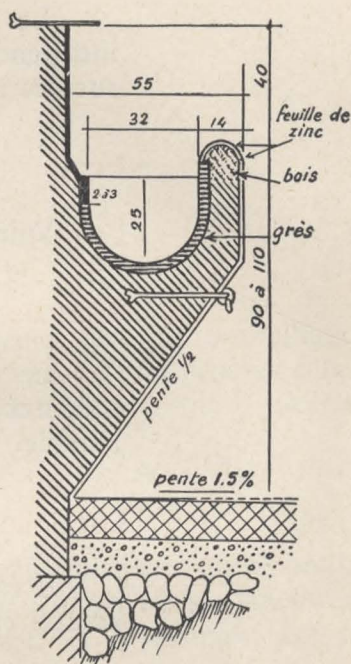 55
40
32
14
feuille de
zinc
bois
2à3
25
grès
90 à 110
pente 1/2
pente 1.5%